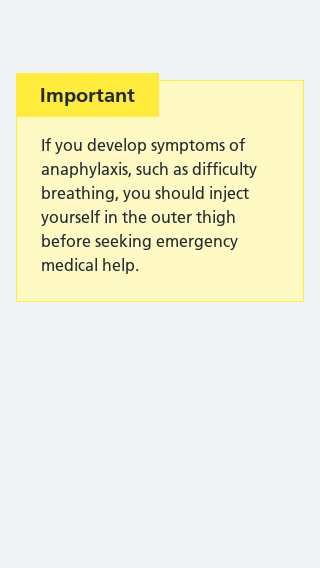 Important
If you develop symptoms of
anaphylaxis, such as difficulty
breathing, you should inject
yourself in the outer thigh
before seeking emergency
medical help.